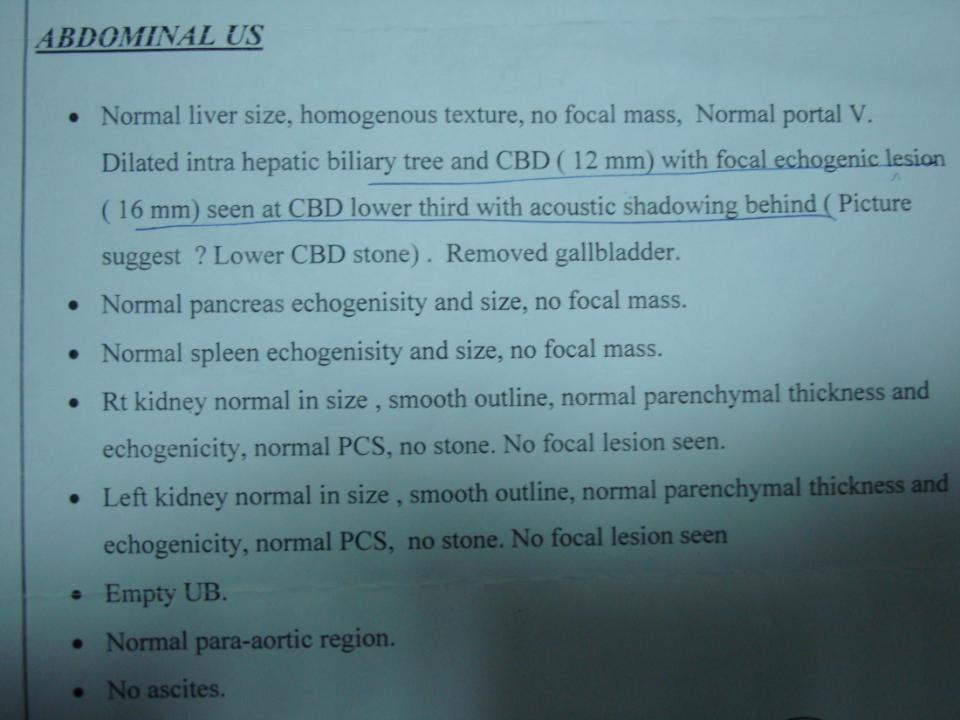 ABDOMINAL US
• Normal liver size, homogenous texture, no focal mass, Normal portal V.
Dilated intra hepatic biliary tree and CBD ( 12 mm) with focal echogenic lesion
( 16 mm) seen at CBD lower third with acoustic shadowing behind ( Picture
suggest ? Lower CBD stone) . Removed gallbladder.
• Normal pancreas echogenisity and size, no focal mass.
• Normal spleen echogenisity and size, no focal mass.
• Rt kidney normal in size , smooth outline, normal parenchymal thickness and
echogenicity, normal PCS, no stone. No focal lesion seen.
• Left kidney normal in size , smooth outline, normal parenchymal thickness and
echogenicity, normal PCS, no stone. No focal lesion seen
• Empty UB.
• Normal para-aortic region.
• No ascites.